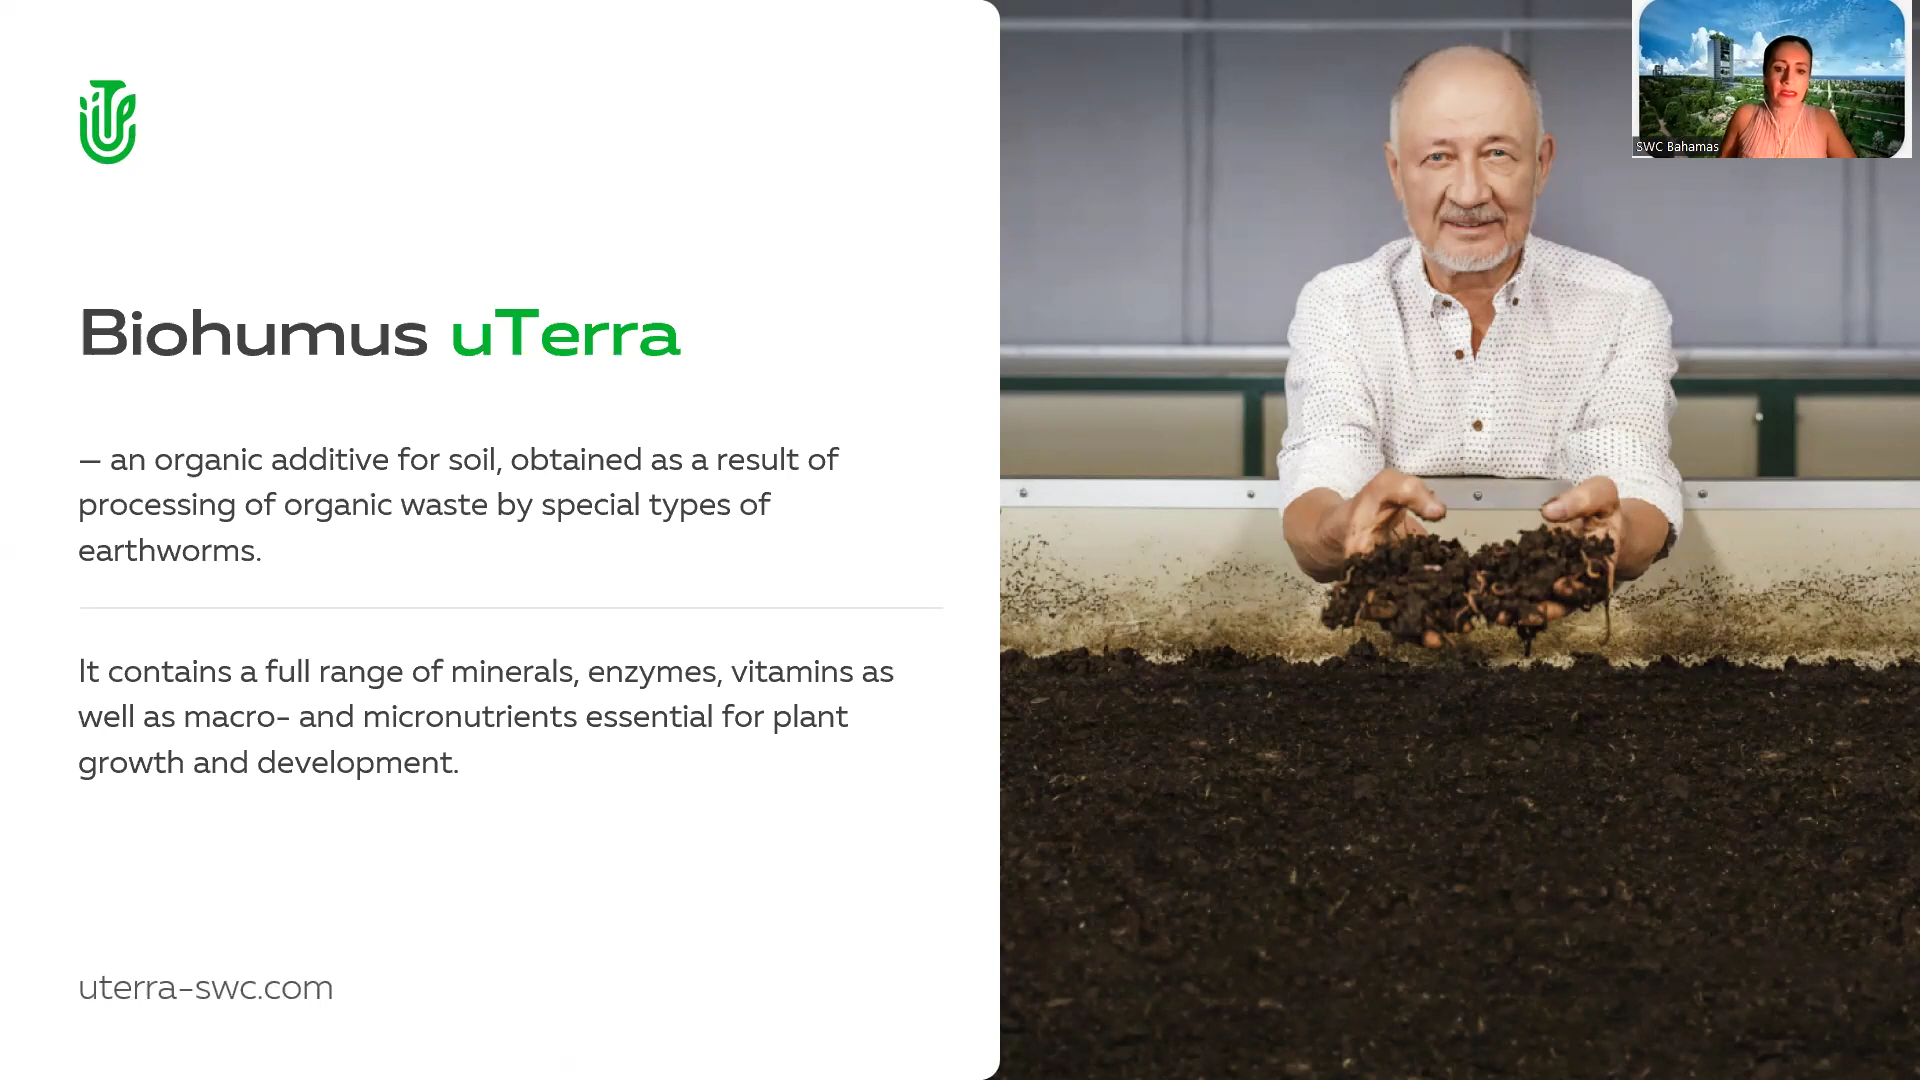 SWC Bahamas
Biohumus uTerra
– an organic additive for soil, obtained as a result of
processing of organic waste by special types of
earthworms.
It contains a full range of minerals, enzymes, vitamins as
well as macro- and micronutrients essential for plant
growth and development.
uterra-swc.com